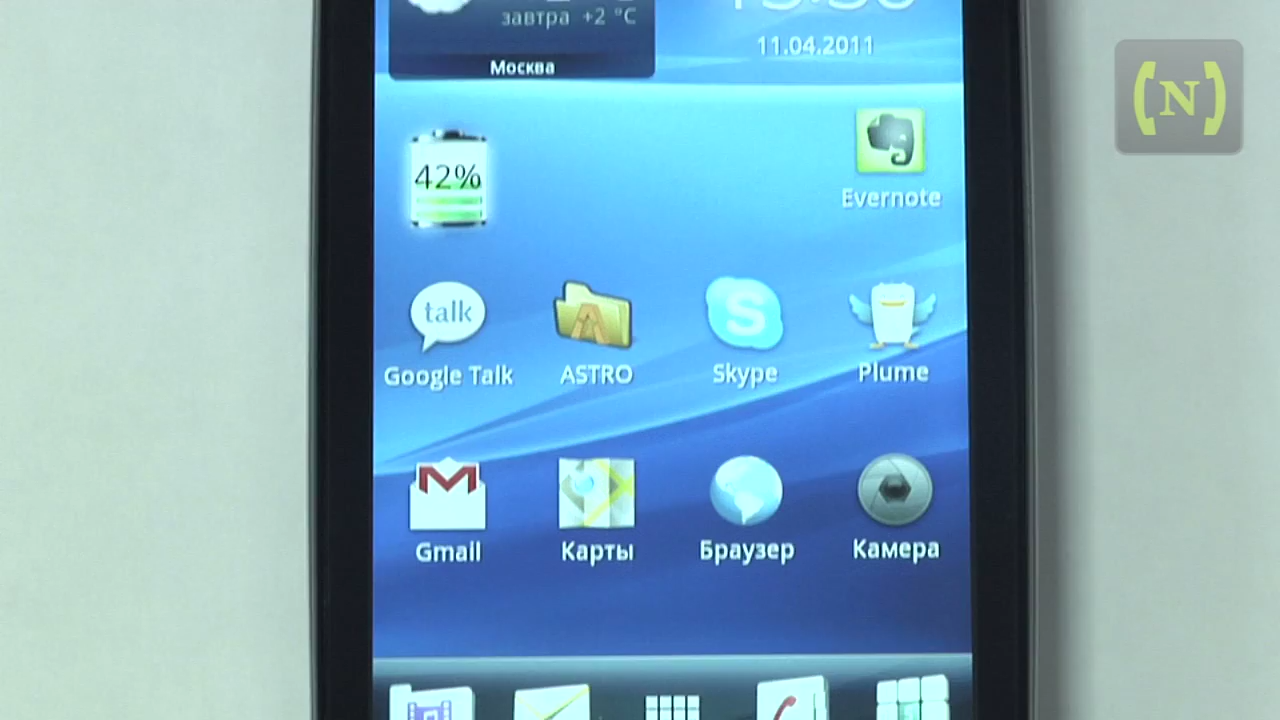 завтра +2 °C
11.04.2011
Москва
42%
Evernote
talk
Google Talk
ASTRO
Skype
Plume
Gmail
Карты
Браузер
Камера
(N)